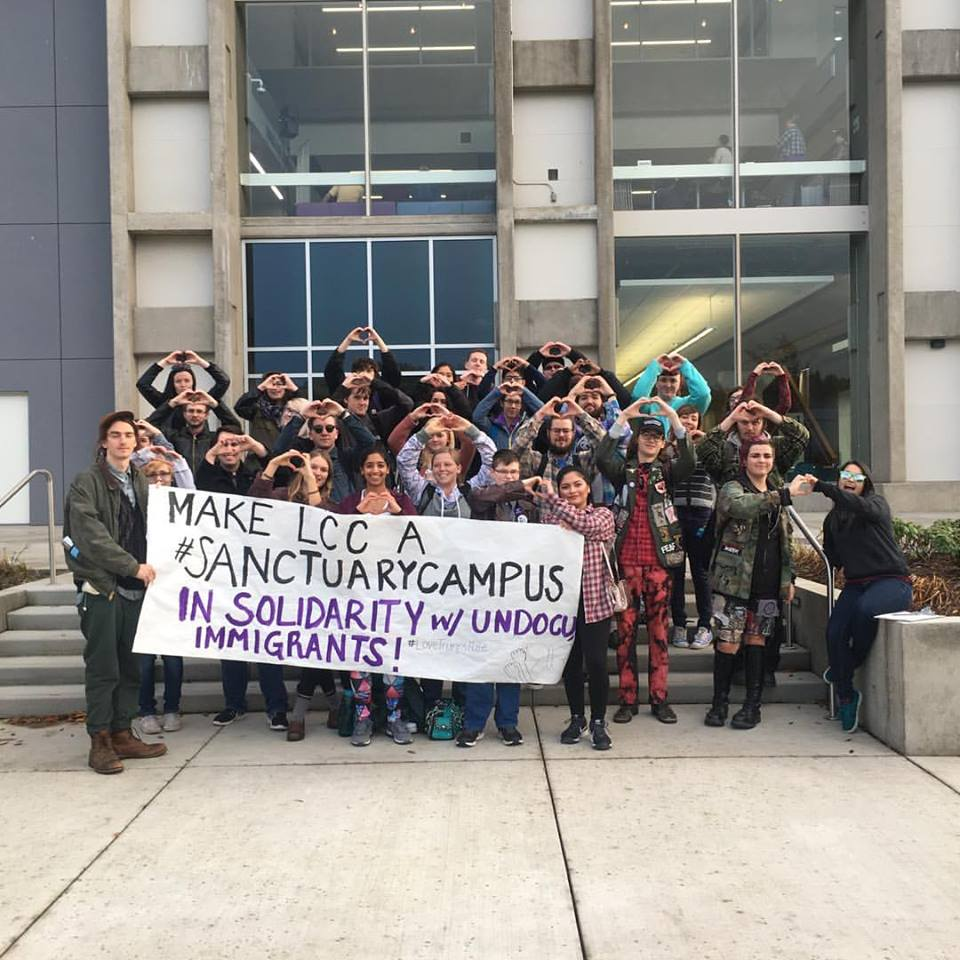 MAKE LCC A
#SANCTUARYCAMPUS
IN SOLIDARITY w/ UNDOCU
IMMIGRANTS!
#LoveTrumpsHate